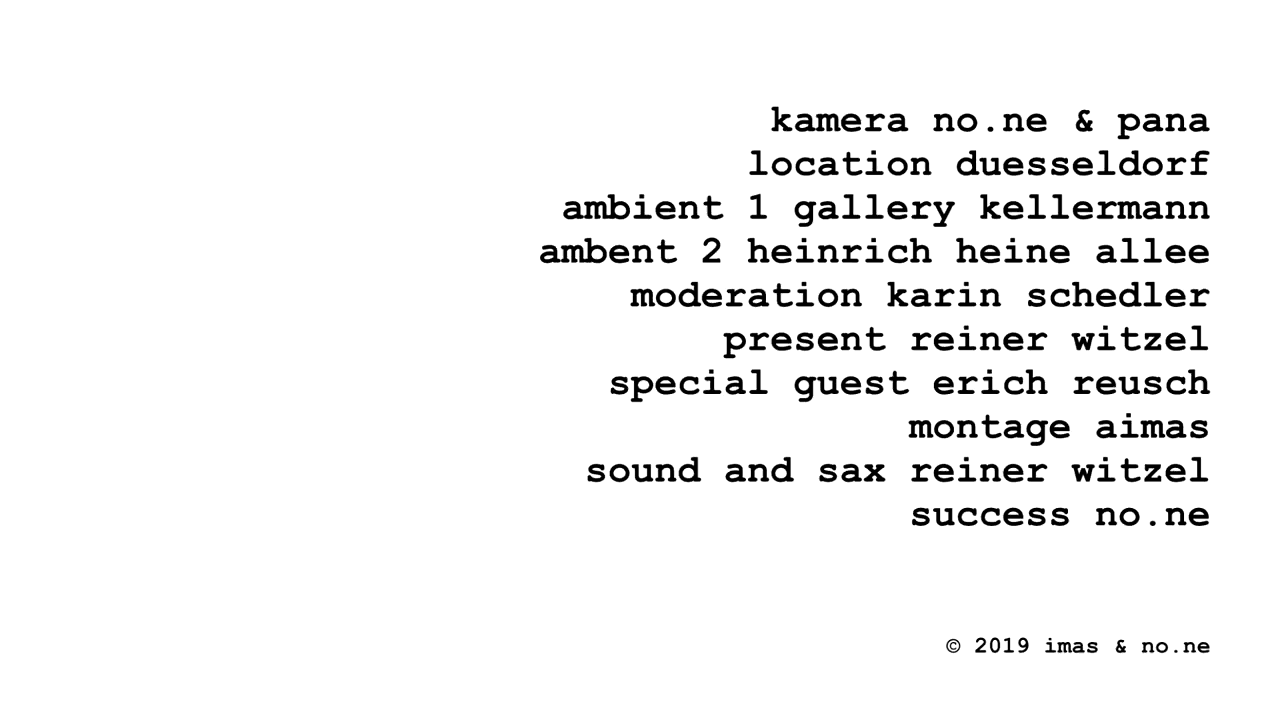 kamera no.ne & pana
location duesseldorf
ambient 1 gallery kellermann
ambent 2 heinrich heine allee
moderation karin schedler
present reiner witzel
special guest erich reusch
montage aimas
sound and sax reiner witzel
success no.ne
© 2019 imas & no.ne